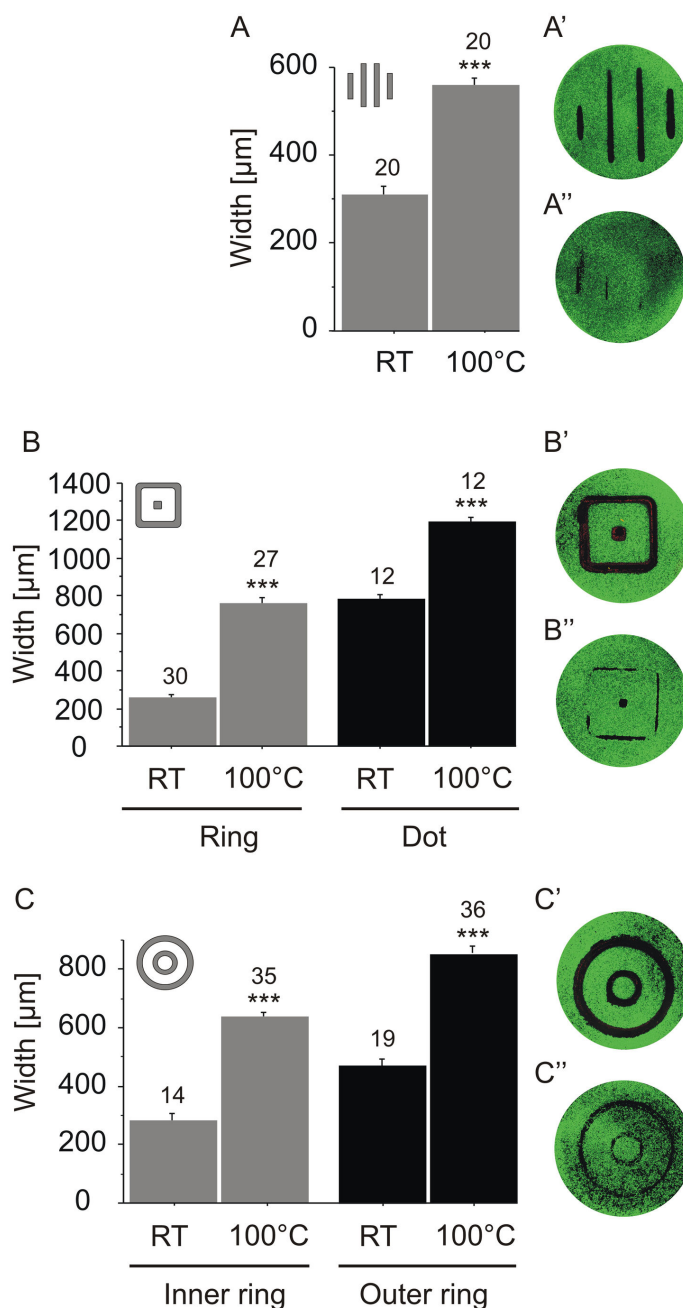 A
A'
20
600
***
Width [µm]
400
20
A''
200
0
RT 100°C
B
B'
1400
12
1200
***
Width [µm]
1000
27
12
800
***
B''
600
400
30
200
0
RT 100°C RT 100°C
Ring Dot
C
C'
36
***
800
35
Width [µm]
***
600
19
C''
400
14
200
0
RT 100°C RT 100°C
Inner ring Outer ring